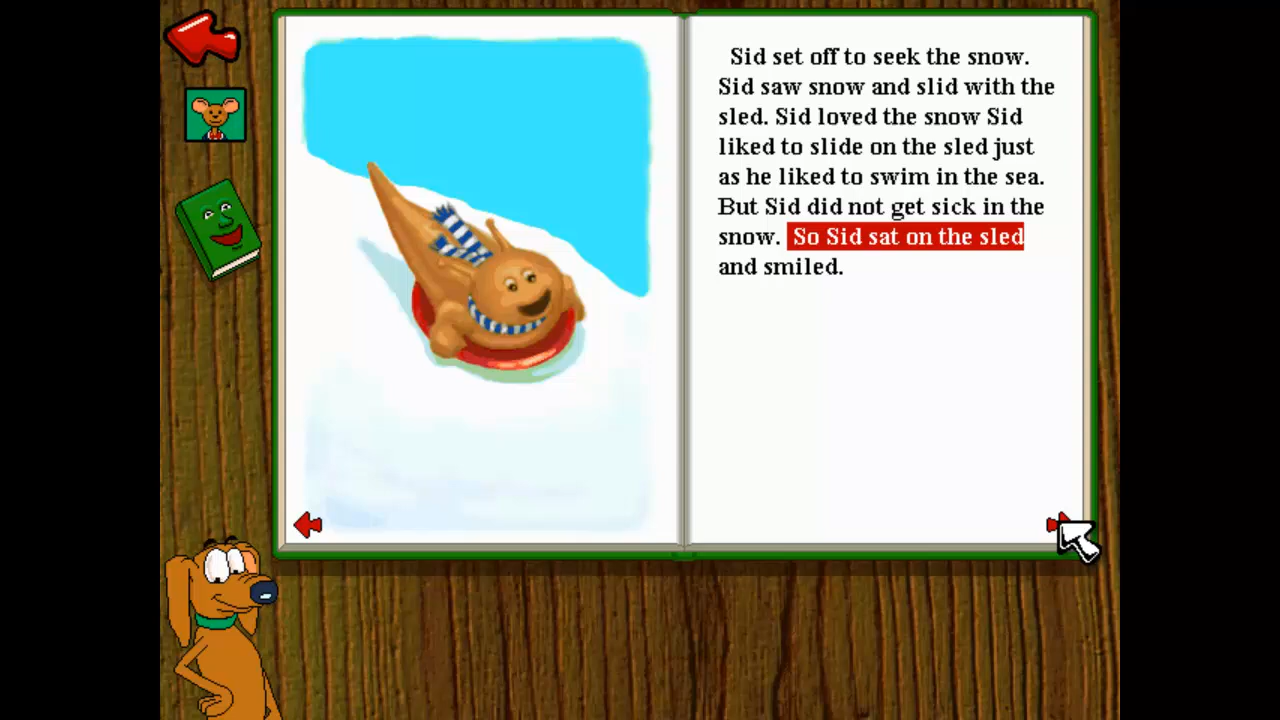 Sid set off to seek the snow.
Sid saw snow and slid with the
sled. Sid loved the snow Sid
liked to slide on the sled just
as he liked to swim in the sea.
But Sid did not get sick in the
snow. So Sid sat on the sled
and smiled.